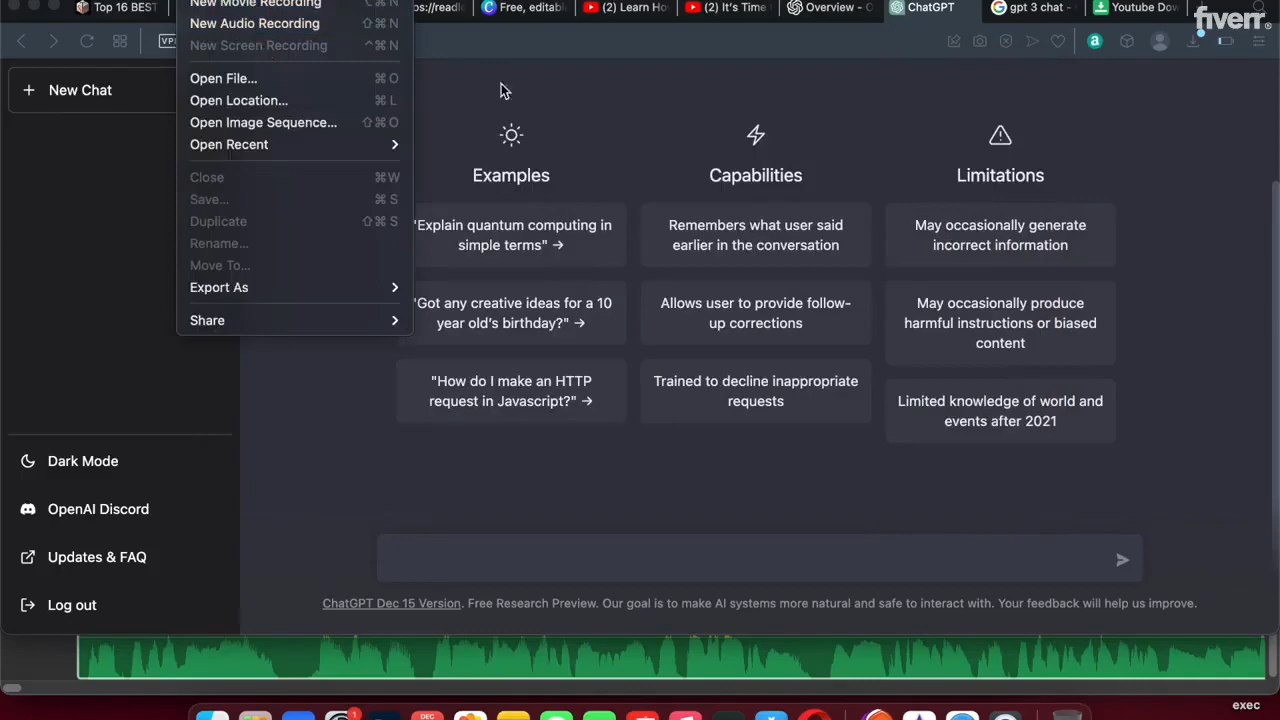 Top 16 BEST
Free, editab
(2) Learn Ho
(2) It's Time
Overview - O
ChatGPT
gpt 3 chat -
Youtube Dow
fiverr®
VP
New Movie Recording ⌥⌘N
New Audio Recording ⇧⌘N
New Screen Recording ^⌘N
Open File... ⌘O
Open Location... ⌘L
Open Image Sequence... ⇧⌘O
Open Recent
Close ⌘W
Save... ⌘S
Duplicate ⇧⌘S
Rename...
Move To...
Export As
Share
+ New Chat
Dark Mode
OpenAI Discord
Updates & FAQ
Log out
Examples
"Explain quantum computing in
simple terms" →
"Got any creative ideas for a 10
year old's birthday?" →
"How do I make an HTTP
request in Javascript?" →
Capabilities
Remembers what user said
earlier in the conversation
Allows user to provide follow-
up corrections
Trained to decline inappropriate
requests
Limitations
May occasionally generate
incorrect information
May occasionally produce
harmful instructions or biased
content
Limited knowledge of world and
events after 2021
ChatGPT Dec 15 Version. Free Research Preview. Our goal is to make AI systems more natural and safe to interact with. Your feedback will help us improve.
DEC
1
exec